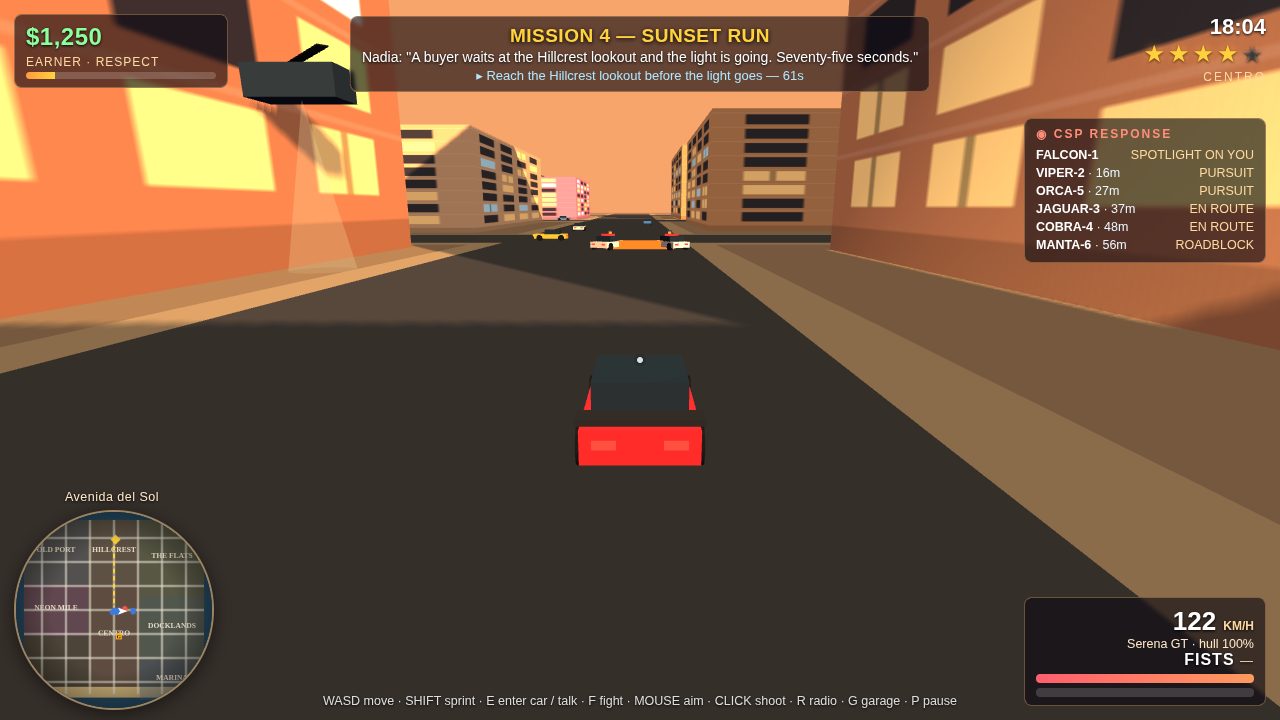 $1,250
EARNER · RESPECT
MISSION 4 — SUNSET RUN
Nadia: "A buyer waits at the Hillcrest lookout and the light is going. Seventy-five seconds."
▸ Reach the Hillcrest lookout before the light goes — 61s
18:04
★★★★★
CENTRO
◉ CSP RESPONSE
FALCON-1 SPOTLIGHT ON YOU
VIPER-2 · 16m PURSUIT
ORCA-5 · 27m PURSUIT
JAGUAR-3 · 37m EN ROUTE
COBRA-4 · 48m EN ROUTE
MANTA-6 · 56m ROADBLOCK
Avenida del Sol
OLD PORT
HILLCREST
THE FLATS
NEON MILE
DOCKLANDS
CENTRO
MARINA
122 KM/H
Serena GT · hull 100%
FISTS —
WASD move · SHIFT sprint · E enter car / talk · F fight · MOUSE aim · CLICK shoot · R radio · G garage · P pause